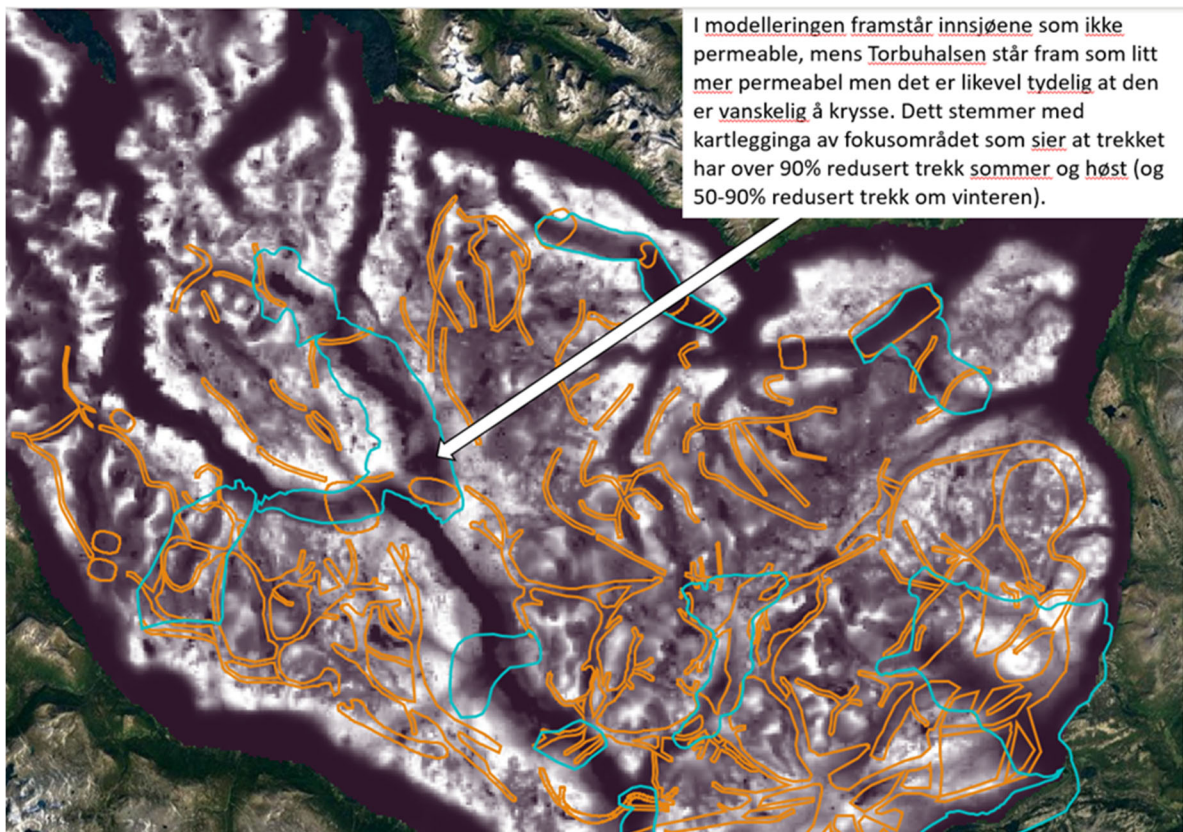 I modelleringen framstår innsjøene som ikke
permeable, mens Torbuhalsen står fram som litt
mer permeabel men det er likevel tydelig at den
er vanskelig å krysse. Dett stemmer med
kartlegginga av fokusområdet som sier at trekket
har over 90% redusert trekk sommer og høst (og
50-90% redusert trekk om vinteren).